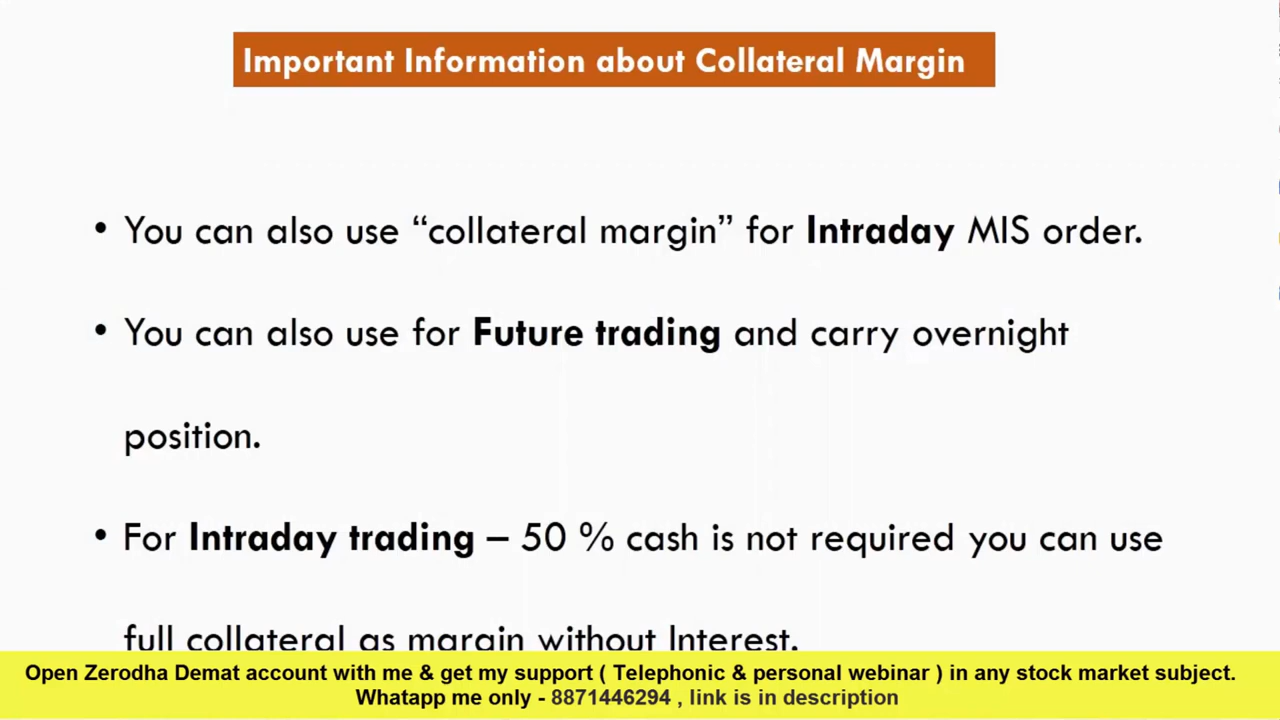 Important Information about Collateral Margin
• You can also use “collateral margin” for Intraday MIS order.
• You can also use for Future trading and carry overnight
position.
• For Intraday trading – 50 % cash is not required you can use
full collateral as margin without Interest.
Open Zerodha Demat account with me & get my support ( Telephonic & personal webinar ) in any stock market subject.
Whatapp me only - 8871446294 , link is in description